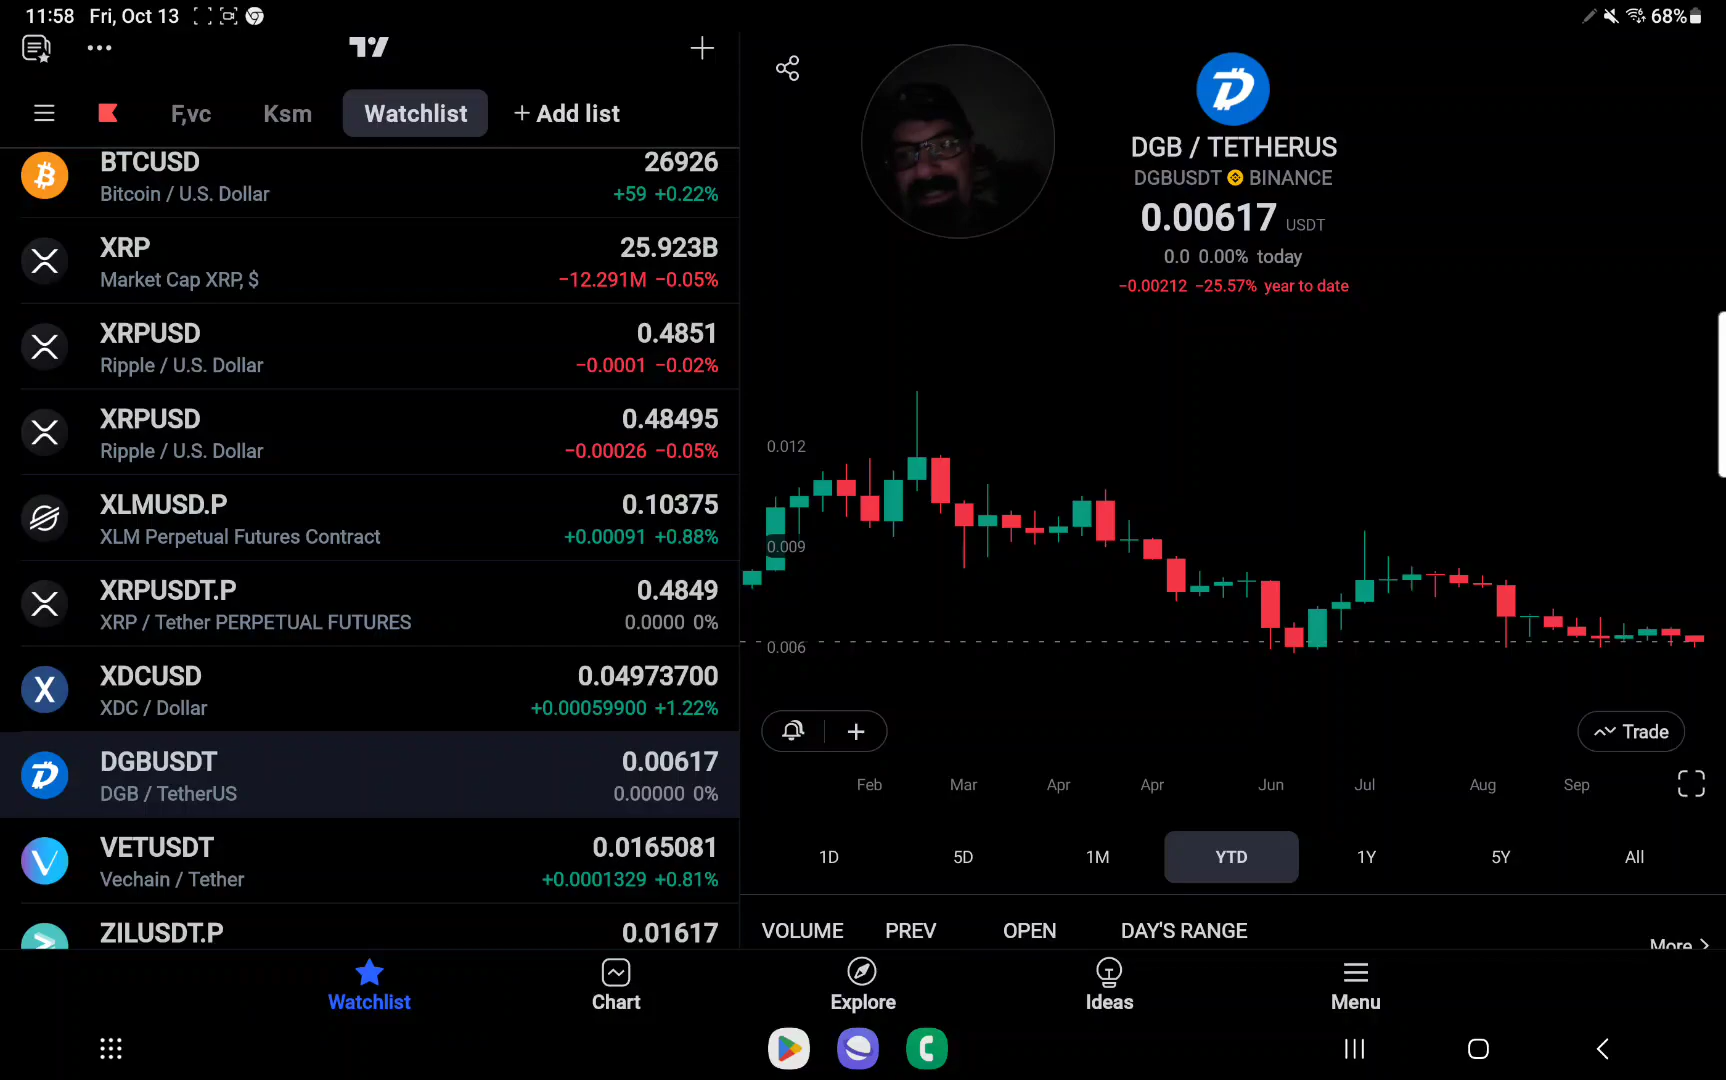 11:58 Fri, Oct 13
68%
F,vc
Ksm
Watchlist
+ Add list
BTCUSD 26926
Bitcoin / U.S. Dollar +59 +0.22%
XRP 25.923B
Market Cap XRP, $ −12.291M −0.05%
XRPUSD 0.4851
Ripple / U.S. Dollar −0.0001 −0.02%
XRPUSD 0.48495
Ripple / U.S. Dollar −0.00026 −0.05%
XLMUSD.P 0.10375
XLM Perpetual Futures Contract +0.00091 +0.88%
XRPUSDT.P 0.4849
XRP / Tether PERPETUAL FUTURES 0.0000 0%
XDCUSD 0.04973700
XDC / Dollar +0.00059900 +1.22%
DGBUSDT 0.00617
DGB / TetherUS 0.00000 0%
VETUSDT 0.0165081
Vechain / Tether +0.0001329 +0.81%
ZILUSDT.P 0.01617
DGB / TETHERUS
DGBUSDT BINANCE
0.00617 USDT
0.0 0.00% today
−0.00212 −25.57% year to date
0.012
0.009
0.006
Trade
Feb Mar Apr Apr Jun Jul Aug Sep
1D 5D 1M YTD 1Y 5Y All
VOLUME PREV OPEN DAY'S RANGE
More >
Watchlist Chart Explore Ideas Menu